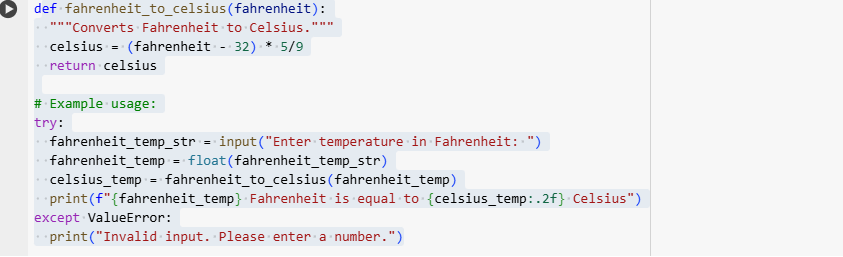 def fahrenheit_to_celsius(fahrenheit):
  """Converts Fahrenheit to Celsius."""
  celsius = (fahrenheit - 32) * 5/9
  return celsius

# Example usage:
try:
  fahrenheit_temp_str = input("Enter temperature in Fahrenheit: ")
  fahrenheit_temp = float(fahrenheit_temp_str)
  celsius_temp = fahrenheit_to_celsius(fahrenheit_temp)
  print(f"{fahrenheit_temp} Fahrenheit is equal to {celsius_temp:.2f} Celsius")
except ValueError:
  print("Invalid input. Please enter a number.")